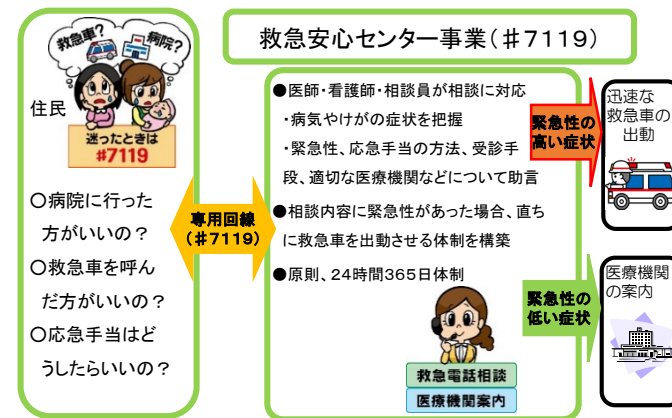 救急安心センター事業(♯7119)
救急車?
病院?
住民
迷ったときは
#7119
○病院に行った
方がいいの?
○救急車を呼ん
だ方がいいの?
○応急手当はど
うしたらいいの?
専用回線
(♯7119)
●医師・看護師・相談員が相談に対応
・病気やけがの症状を把握
・緊急性、応急手当の方法、受診手
段、適切な医療機関などについて助言
●相談内容に緊急性があった場合、直ち
に救急車を出動させる体制を構築
●原則、24時間365日体制
救急電話相談
医療機関案内
緊急性の
高い症状
迅速な
救急車の
出動
緊急性の
低い症状
医療機関
の案内